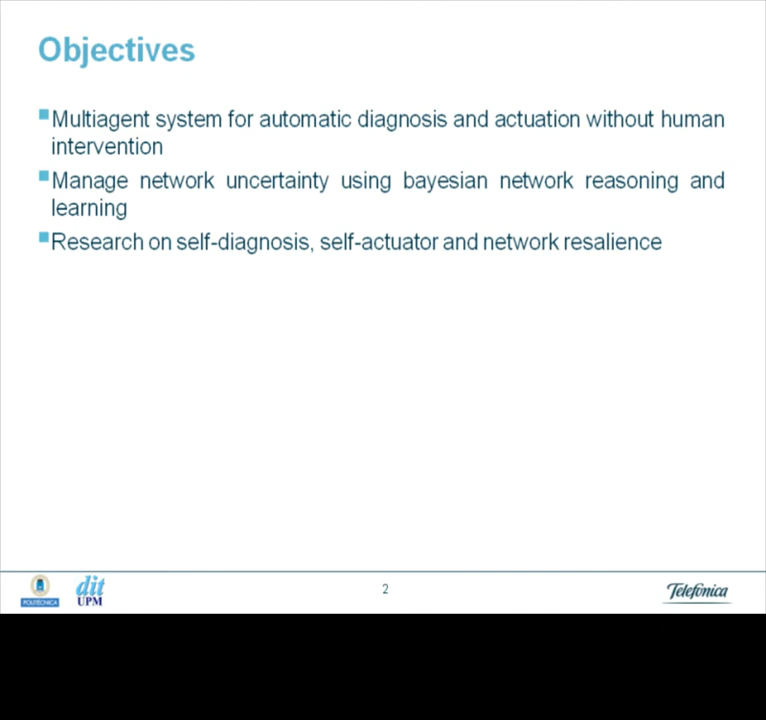 Objectives
Multiagent system for automatic diagnosis and actuation without human
intervention
Manage network uncertainty using bayesian network reasoning and
learning
Research on self-diagnosis, self-actuator and network resalience
POLITECNICA
dit
UPM
2
Telefónica